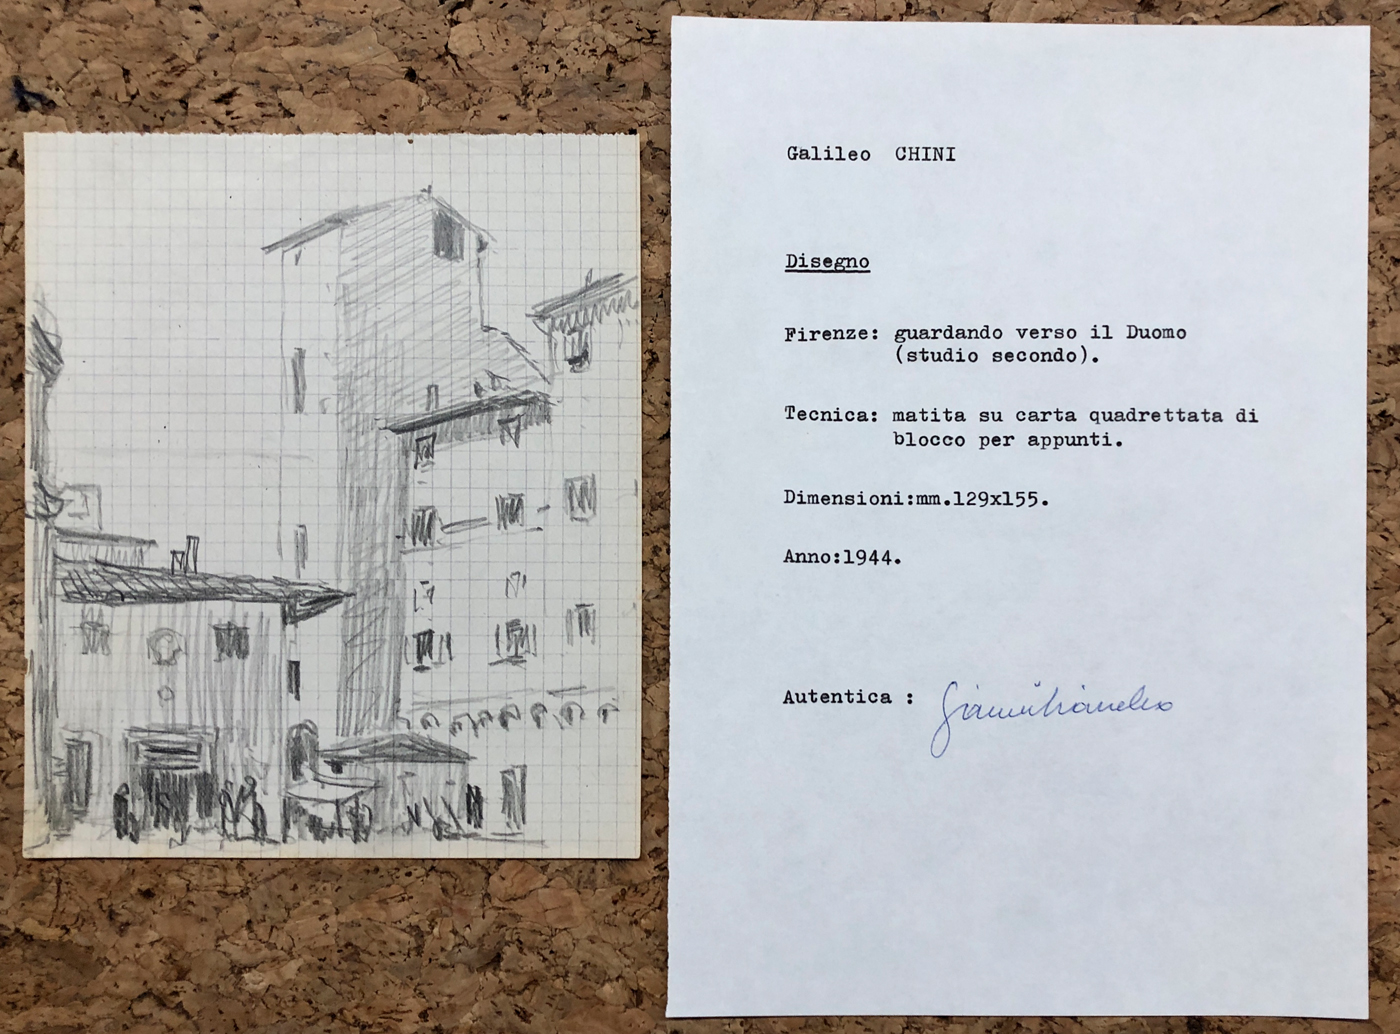 Galileo CHINI
Disegno
Firenze: guardando verso il Duomo
(studio secondo).
Tecnica: matita su carta quadrettata di
blocco per appunti.
Dimensioni:mm.129x155.
Anno:1944.
Autentica :